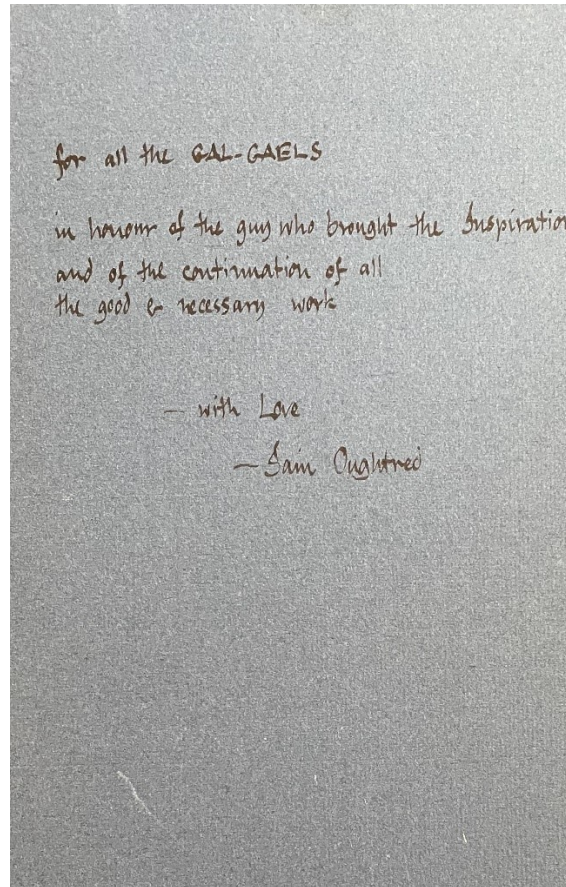 for all the GAL-GAELS
in honour of the guy who brought the Inspiration
and of the continuation of all
the good & necessary work
— with Love
— Iain Oughtred